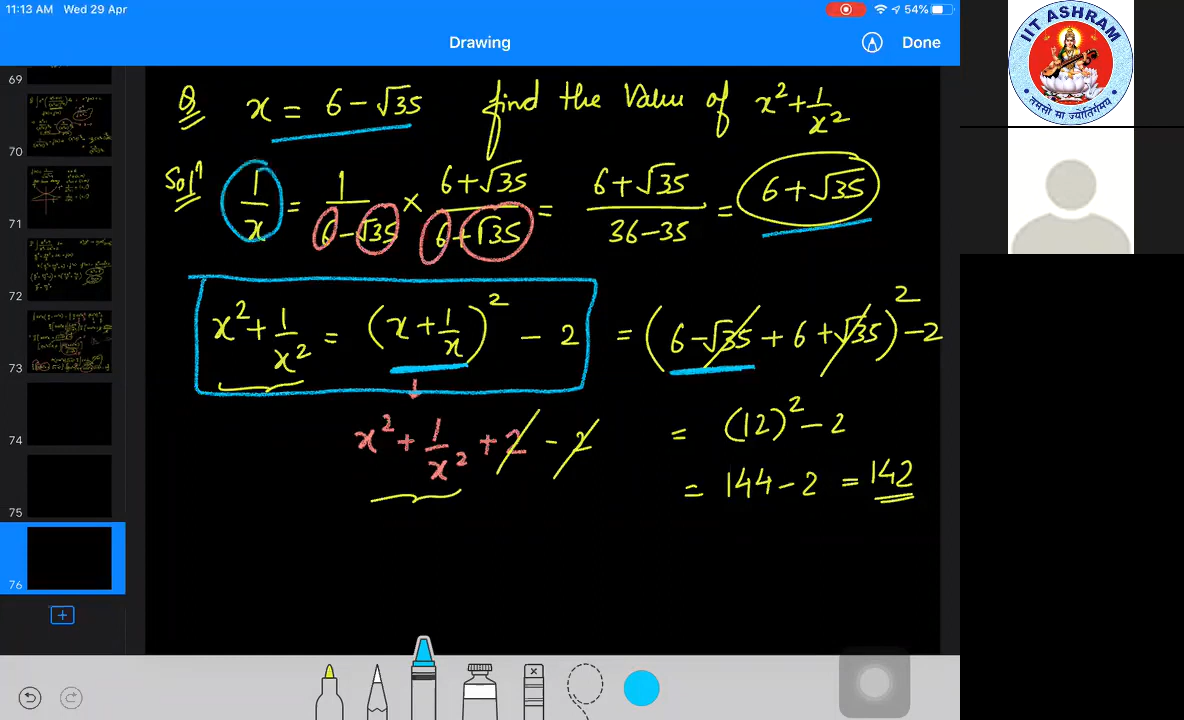 11:13 AM Wed 29 Apr
54%
Drawing
Done
IIT ASHRAM
तमसो मा ज्योतिर्गमय
69
70
71
72
73
74
75
76
Q x = 6 - √35 find the Value of x² + 1/x²
Solⁿ 1/x = 1/(6 - √35) × (6 + √35)/(6 + √35) = (6 + √35)/(36 - 35) = 6 + √35
x² + 1/x² = (x + 1/x)² - 2 = (6 - √35 + 6 + √35)² - 2
x² + 1/x² + 2 - 2
= (12)² - 2
= 144 - 2 = 142